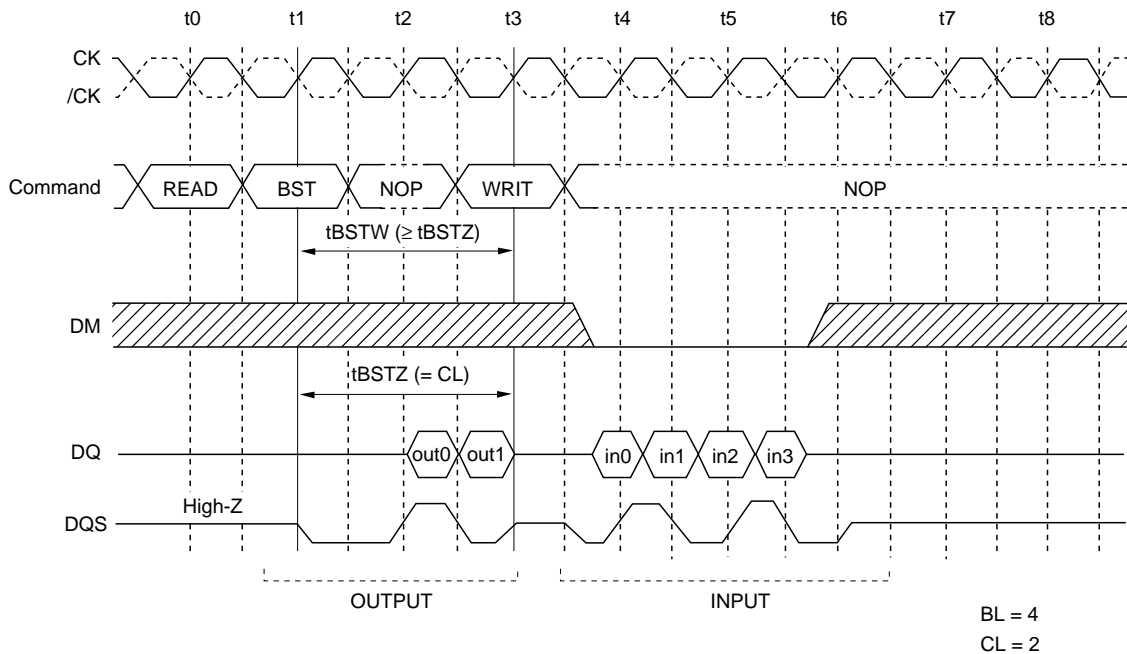 t0 t1 t2 t3 t4 t5 t6 t7 t8
CK
/CK
Command READ BST NOP WRIT NOP
tBSTW (≥ tBSTZ)
DM
tBSTZ (= CL)
DQ out0 out1 in0 in1 in2 in3
High-Z
DQS
OUTPUT INPUT
BL = 4
CL = 2